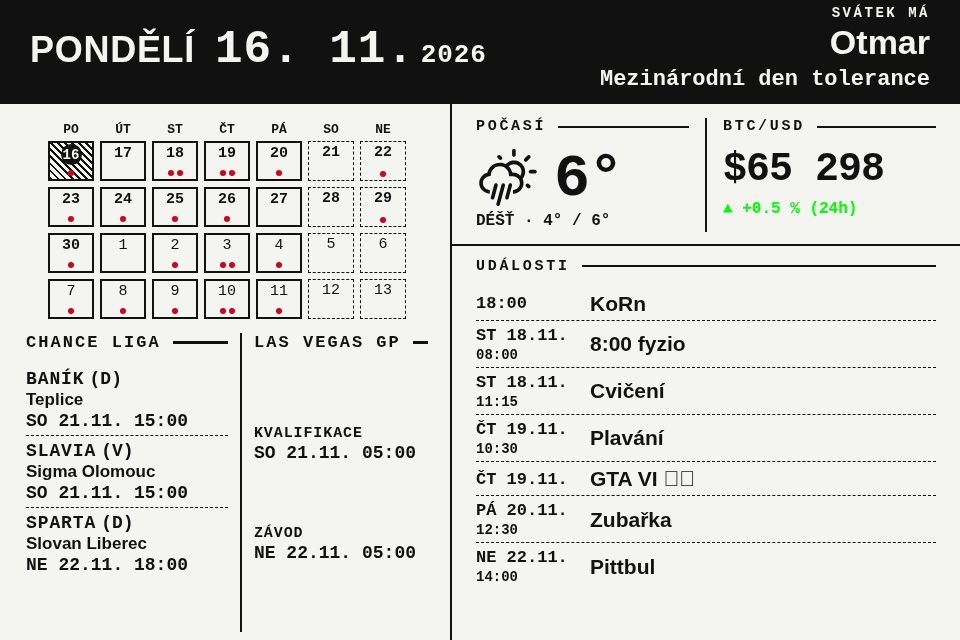 PONDĚLÍ 16. 11. 2026
SVÁTEK MÁ
Otmar
Mezinárodní den tolerance
PO ÚT ST ČT PÁ SO NE
16 17 18 19 20 21 22
23 24 25 26 27 28 29
30 1 2 3 4 5 6
7 8 9 10 11 12 13
CHANCE LIGA
BANÍK (D)
Teplice
SO 21.11. 15:00
SLAVIA (V)
Sigma Olomouc
SO 21.11. 15:00
SPARTA (D)
Slovan Liberec
NE 22.11. 18:00
LAS VEGAS GP
KVALIFIKACE
SO 21.11. 05:00
ZÁVOD
NE 22.11. 05:00
POČASÍ
6°
DÉŠŤ · 4° / 6°
BTC/USD
$65 298
▲ +0.5 % (24h)
UDÁLOSTI
18:00 KoRn
ST 18.11. 08:00 8:00 fyzio
ST 18.11. 11:15 Cvičení
ČT 19.11. 10:30 Plavání
ČT 19.11. GTA VI
PÁ 20.11. 12:30 Zubařka
NE 22.11. 14:00 Pittbul